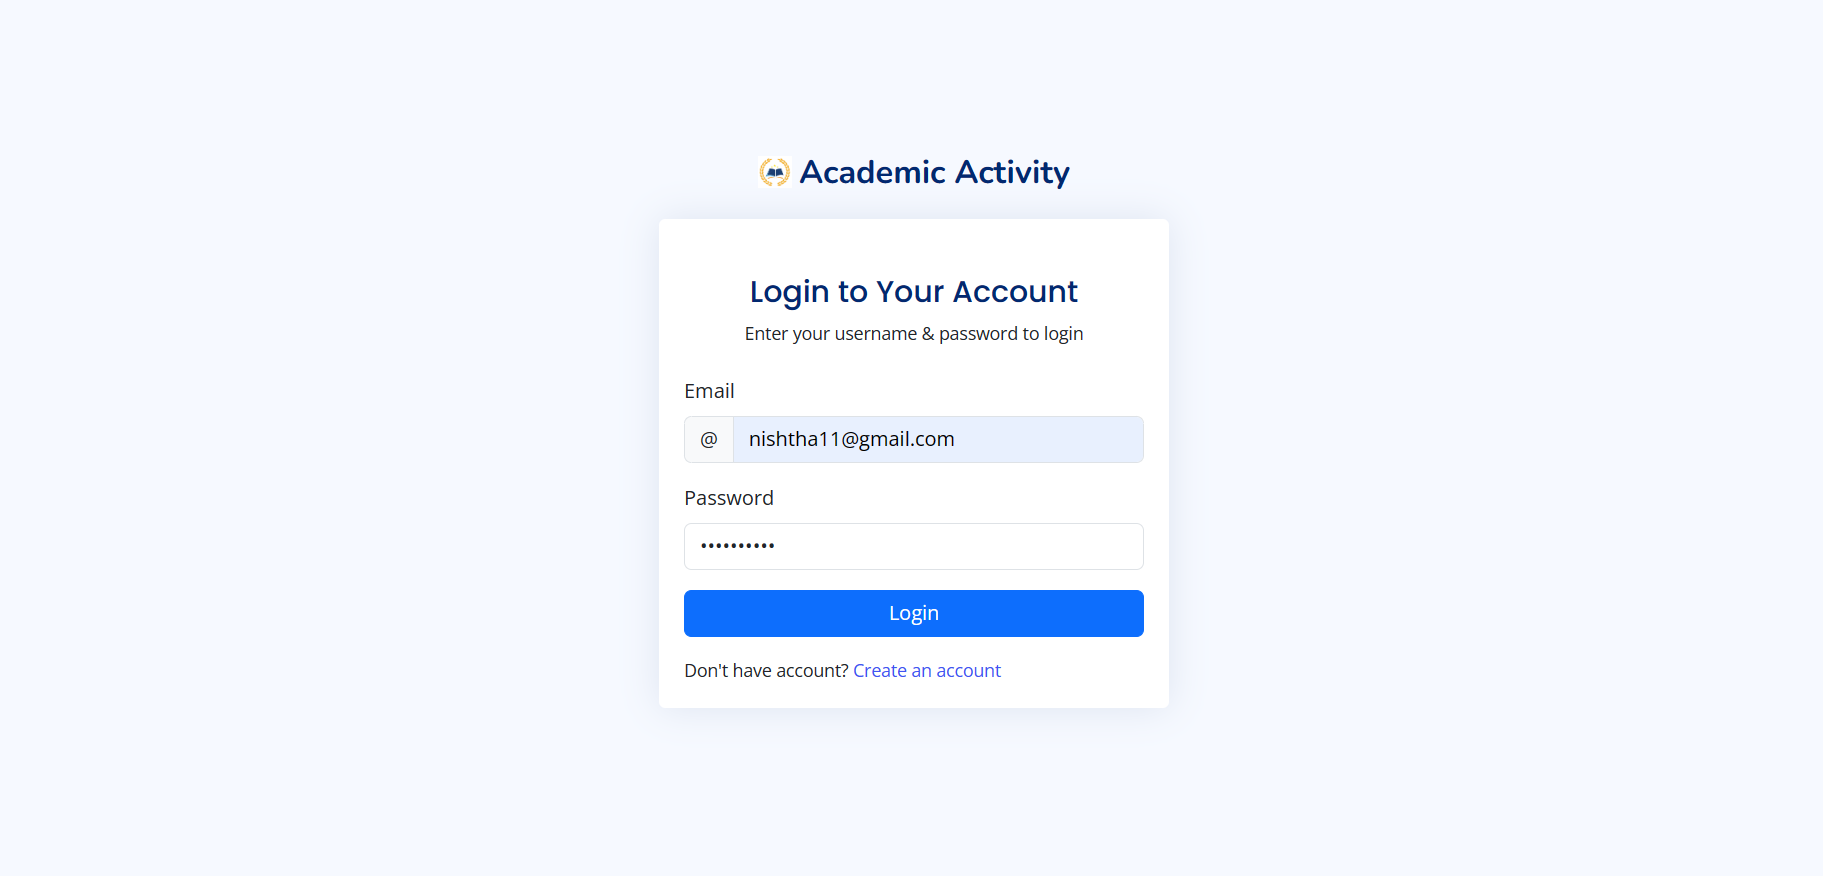 Academic Activity
Login to Your Account
Enter your username & password to login
Email
@ nishtha11@gmail.com
Password
••••••••••
Login
Don't have account? Create an account